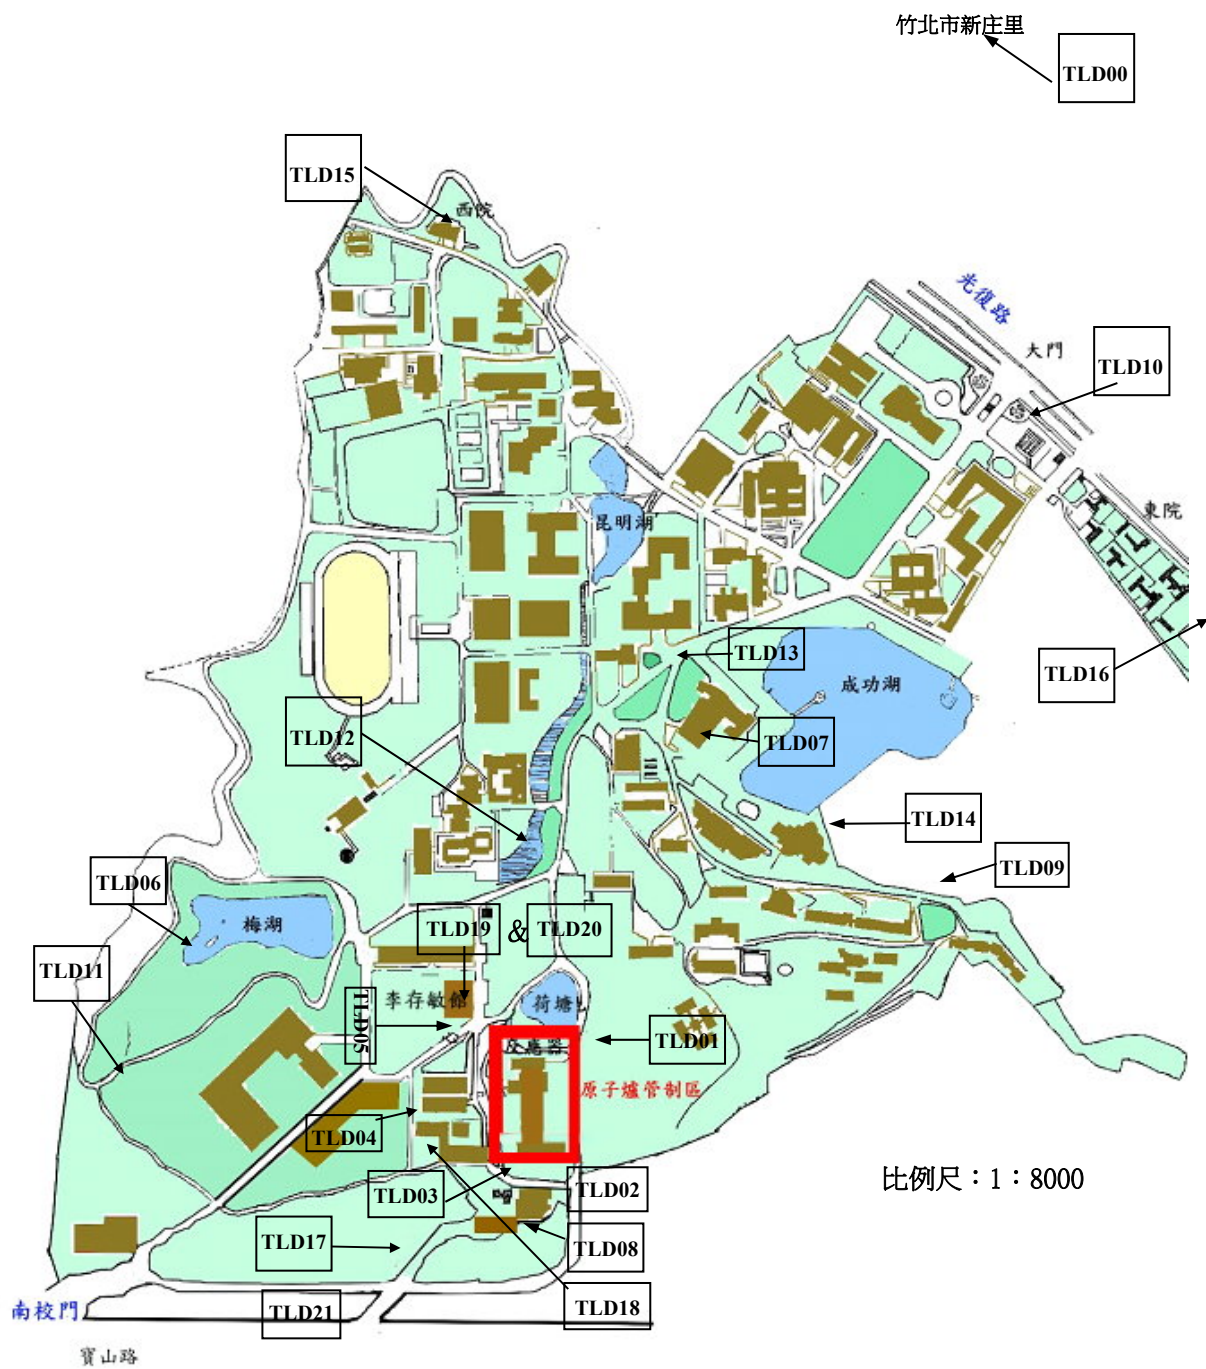 竹北市新庄里
TLD00
TLD15
西院
光復路
大門
TLD10
昆明湖
東院
TLD13
TLD16
成功湖
TLD12
TLD07
TLD14
TLD06
TLD09
梅湖
TLD19 & TLD20
TLD11
李存敏館
荷塘
TLD05
TLD01
反應器
原子爐管制區
TLD04
比例尺：1：8000
TLD03
TLD02
TLD17
TLD08
南校門
TLD21
TLD18
寶山路